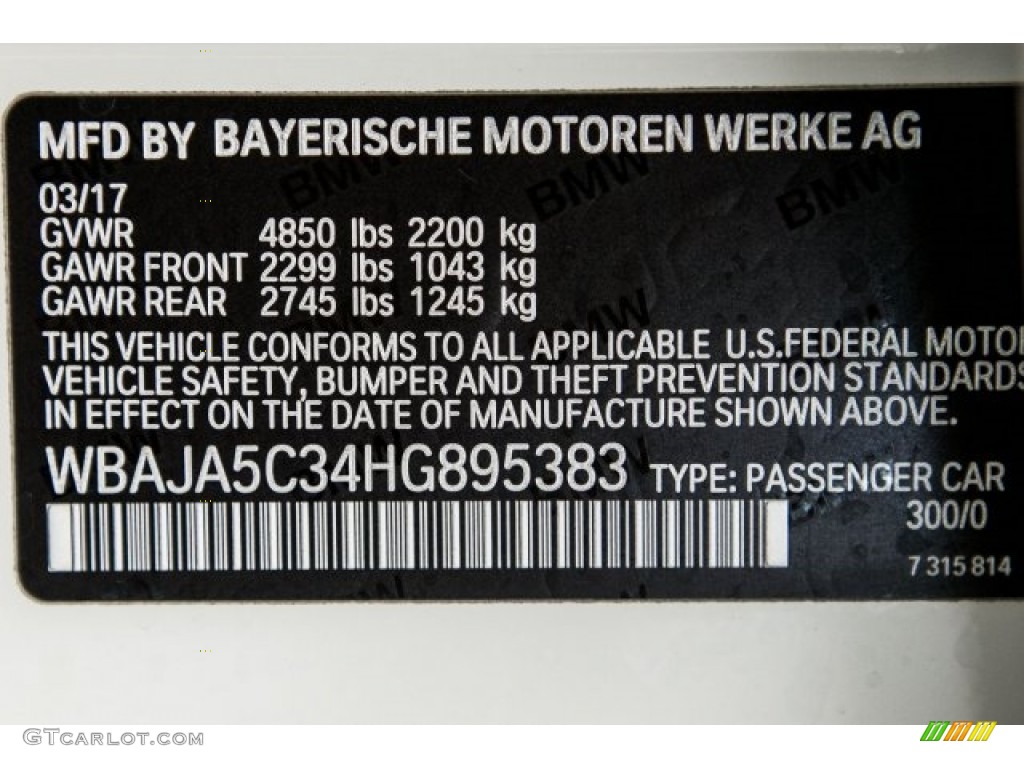 MFD BY BAYERISCHE MOTOREN WERKE AG
03/17
GVWR 4850 lbs 2200 kg
GAWR FRONT 2299 lbs 1043 kg
GAWR REAR 2745 lbs 1245 kg
THIS VEHICLE CONFORMS TO ALL APPLICABLE U.S.FEDERAL MOTO
VEHICLE SAFETY, BUMPER AND THEFT PREVENTION STANDARDS
IN EFFECT ON THE DATE OF MANUFACTURE SHOWN ABOVE.
WBAJA5C34HG895383 TYPE: PASSENGER CAR
300/0
7 315 814
GTCarlot.com